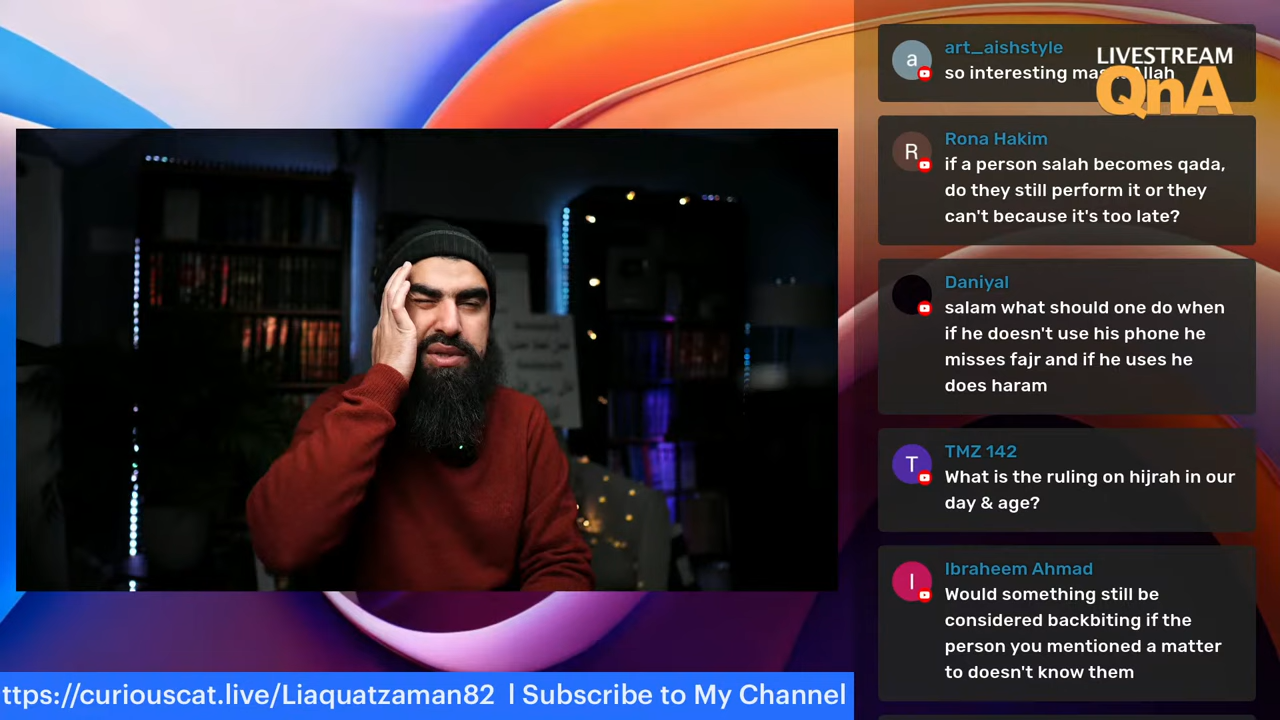 art_aishstyle
so interesting mas Allah
LIVESTREAM
QnA
R
Rona Hakim
if a person salah becomes qada,
do they still perform it or they
can't because it's too late?
Daniyal
salam what should one do when
if he doesn't use his phone he
misses fajr and if he uses he
does haram
T
TMZ 142
What is the ruling on hijrah in our
day & age?
I
Ibraheem Ahmad
Would something still be
considered backbiting if the
person you mentioned a matter
to doesn't know them
a
ttps://curiouscat.live/Liaquatzaman82 | Subscribe to My Channel